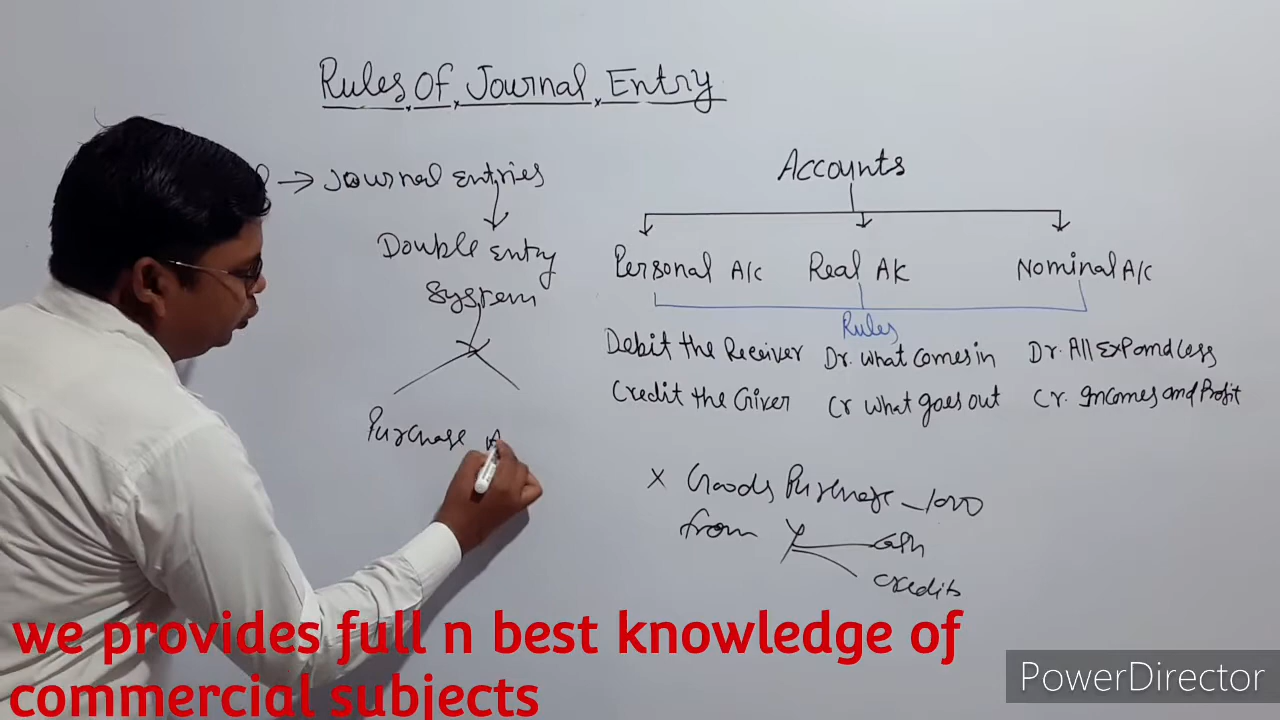 Rules Of Journal Entry
→ Journal Entries
Double Entry
System
Purchase
Accounts
Personal A/c Real A/c Nominal A/c
Rules
Debit the Receiver Dr. What Comes in Dr. All Exp and Loss
Credit the Giver Cr What goes out Cr. Incomes and Profit
x Goods Purchase – 1000
from Y Cash
credits
we provides full n best knowledge of
commercial subjects
PowerDirector